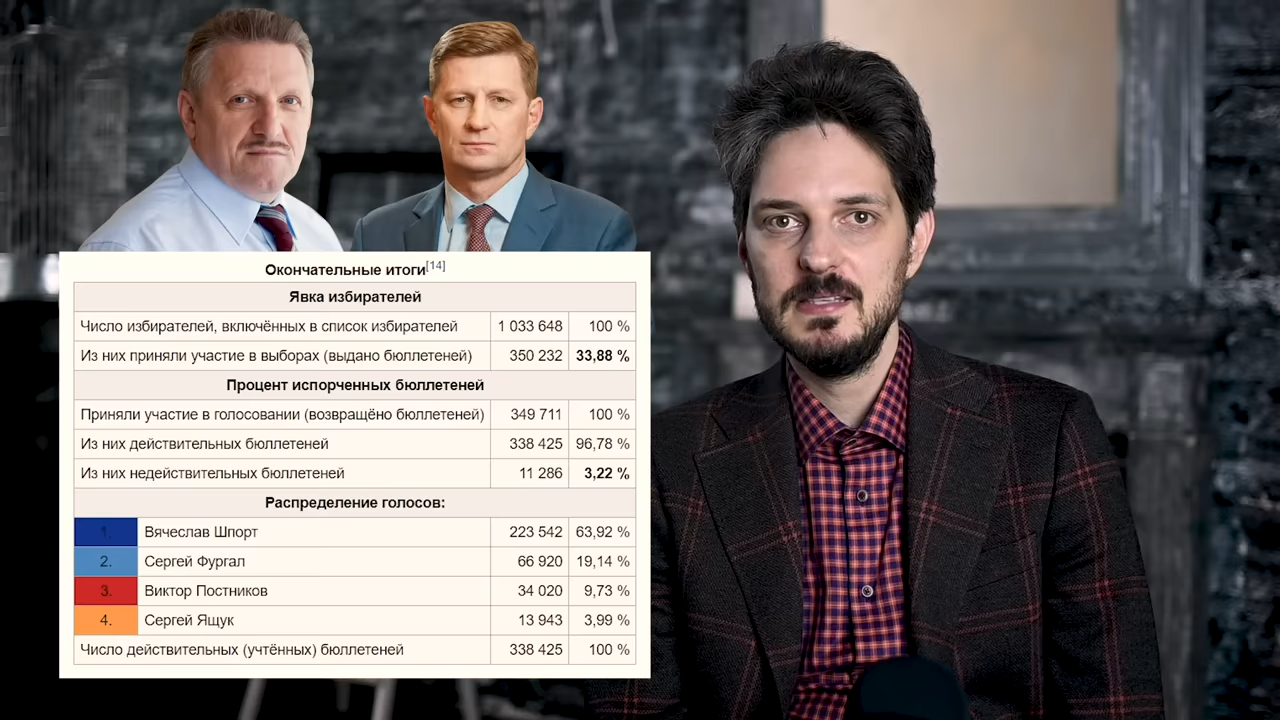 Окончательные итоги[14]
Явка избирателей
Число избирателей, включённых в список избирателей 1 033 648 100 %
Из них приняли участие в выборах (выдано бюллетеней) 350 232 33,88 %
Процент испорченных бюллетеней
Приняли участие в голосовании (возвращёно бюллетеней) 349 711 100 %
Из них действительных бюллетеней 338 425 96,78 %
Из них недействительных бюллетеней 11 286 3,22 %
Распределение голосов:
1. Вячеслав Шпорт 223 542 63,92 %
2. Сергей Фургал 66 920 19,14 %
3. Виктор Постников 34 020 9,73 %
4. Сергей Ящук 13 943 3,99 %
Число действительных (учтённых) бюллетеней 338 425 100 %